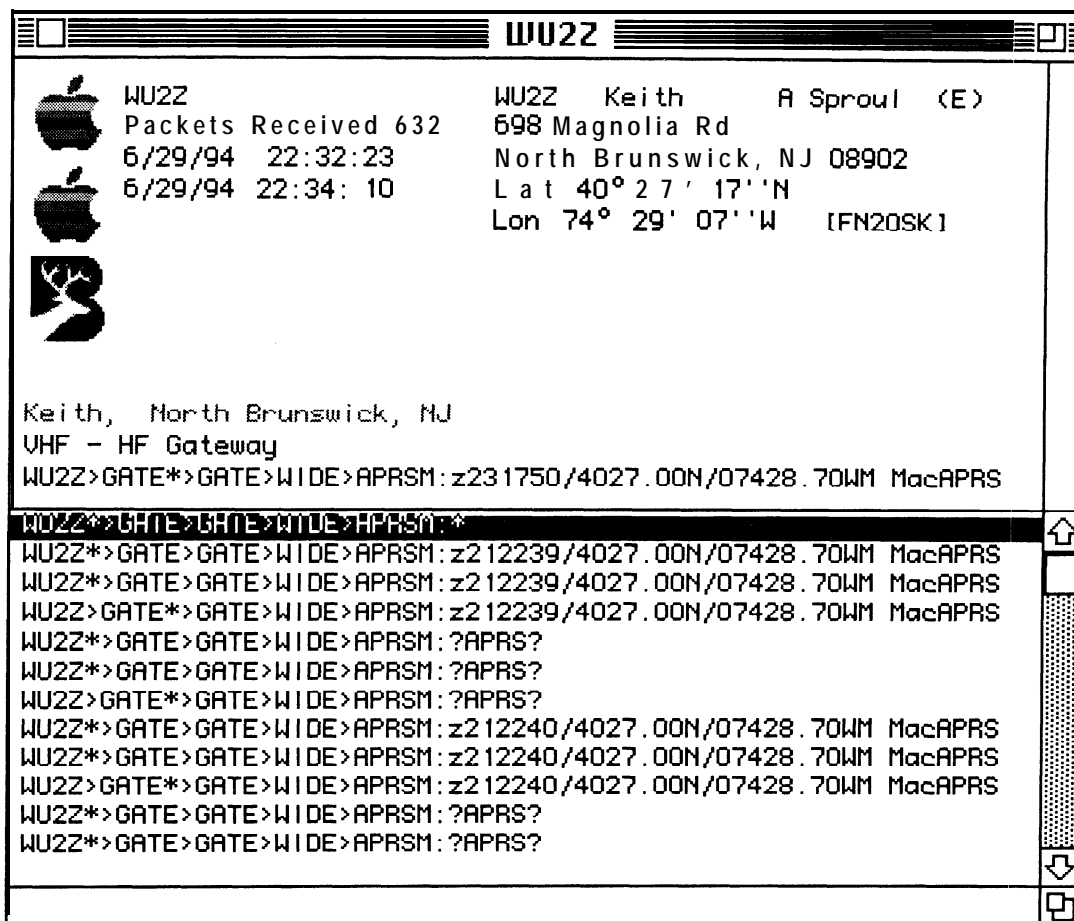 WU2Z
WU2Z
Packets Received 632
6/29/94 22:32:23
6/29/94 22:34: 10
WU2Z Keith A Sproul (E)
698 Magnolia Rd
North Brunswick, NJ 08902
Lat 40° 27' 17''N
Lon 74° 29' 07''W [FN20SK]
Keith, North Brunswick, NJ
VHF - HF Gateway
WU2Z>GATE*>GATE>WIDE>APRSM:z231750/4027.00N/07428.70WM MacAPRS
WU2Z*>GATE>GATE>WIDE>APRSM:*
WU2Z*>GATE>GATE>WIDE>APRSM:z212239/4027.00N/07428.70WM MacAPRS
WU2Z*>GATE>GATE>WIDE>APRSM:z212239/4027.00N/07428.70WM MacAPRS
WU2Z>GATE*>GATE>WIDE>APRSM:z212239/4027.00N/07428.70WM MacAPRS
WU2Z*>GATE>GATE>WIDE>APRSM:?APRS?
WU2Z*>GATE>GATE>WIDE>APRSM:?APRS?
WU2Z>GATE*>GATE>WIDE>APRSM:?APRS?
WU2Z*>GATE>GATE>WIDE>APRSM:z212240/4027.00N/07428.70WM MacAPRS
WU2Z*>GATE>GATE>WIDE>APRSM:z212240/4027.00N/07428.70WM MacAPRS
WU2Z>GATE*>GATE>WIDE>APRSM:z212240/4027.00N/07428.70WM MacAPRS
WU2Z*>GATE>GATE>WIDE>APRSM:?APRS?
WU2Z*>GATE>GATE>WIDE>APRSM:?APRS?